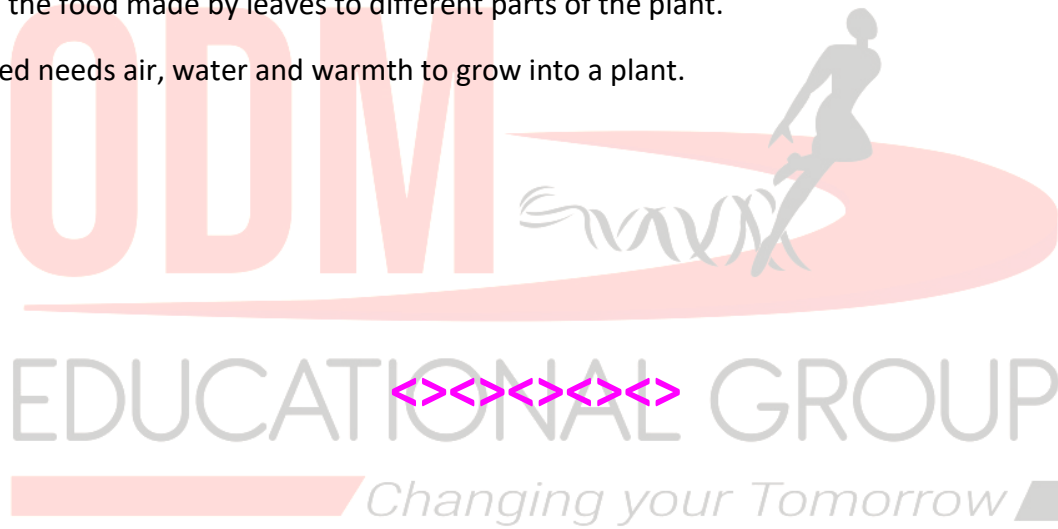 the food made by leaves to different parts of the plant.
ed needs air, water and warmth to grow into a plant.
ODM
EDUCATIONAL GROUP
<><><><><>
Changing your Tomorrow